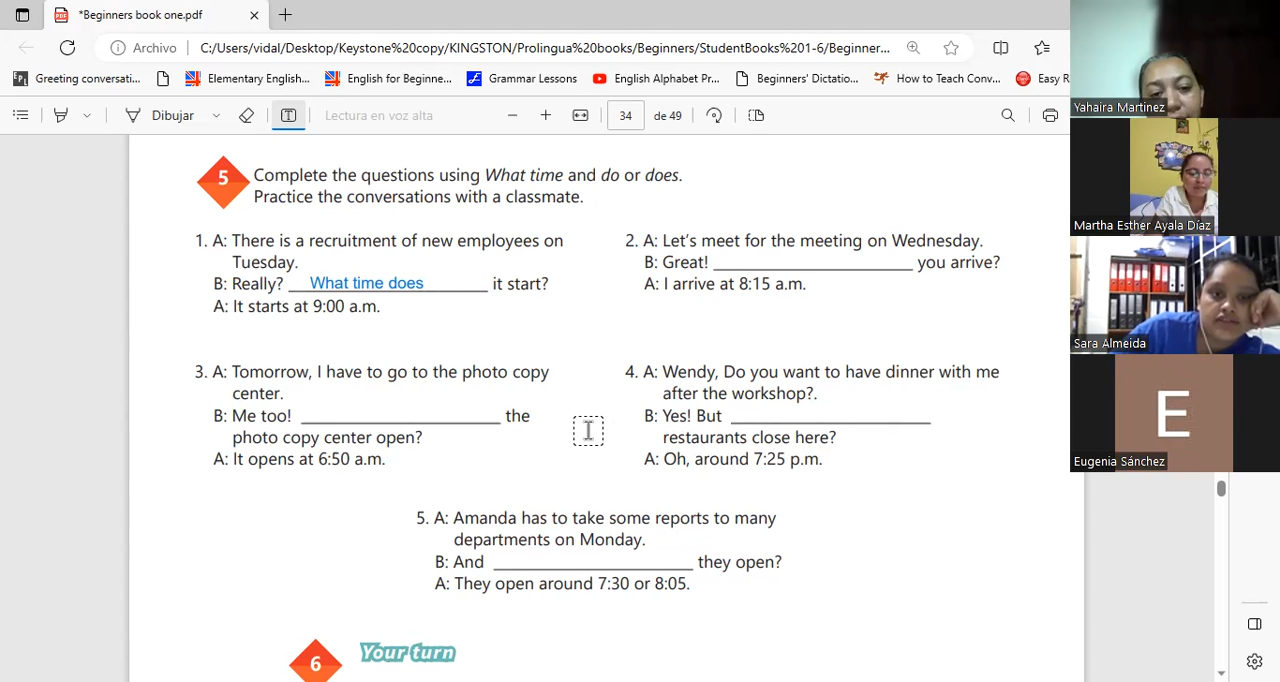 *Beginners book one.pdf
Archivo
C:/Users/vidal/Desktop/Keystone%20copy/KINGSTON/Prolingua%20books/Beginners/StudentBooks%201-6/Beginner...
Greeting conversati...
Elementary English...
English for Beginne...
Grammar Lessons
English Alphabet Pr...
Beginners' Dictatio...
How to Teach Conv...
Easy R
Dibujar
Lectura en voz alta
34
de 49
5 Complete the questions using What time and do or does.
Practice the conversations with a classmate.
1. A: There is a recruitment of new employees on
Tuesday.
B: Really? What time does it start?
A: It starts at 9:00 a.m.
2. A: Let's meet for the meeting on Wednesday.
B: Great! ____________________ you arrive?
A: I arrive at 8:15 a.m.
3. A: Tomorrow, I have to go to the photo copy
center.
B: Me too! ____________________ the
photo copy center open?
A: It opens at 6:50 a.m.
4. A: Wendy, Do you want to have dinner with me
after the workshop?.
B: Yes! But ____________________
restaurants close here?
A: Oh, around 7:25 p.m.
5. A: Amanda has to take some reports to many
departments on Monday.
B: And ____________________ they open?
A: They open around 7:30 or 8:05.
6 Your turn
Yahaira Martinez
Martha Esther Ayala Díaz
Sara Almeida
E
Eugenia Sánchez